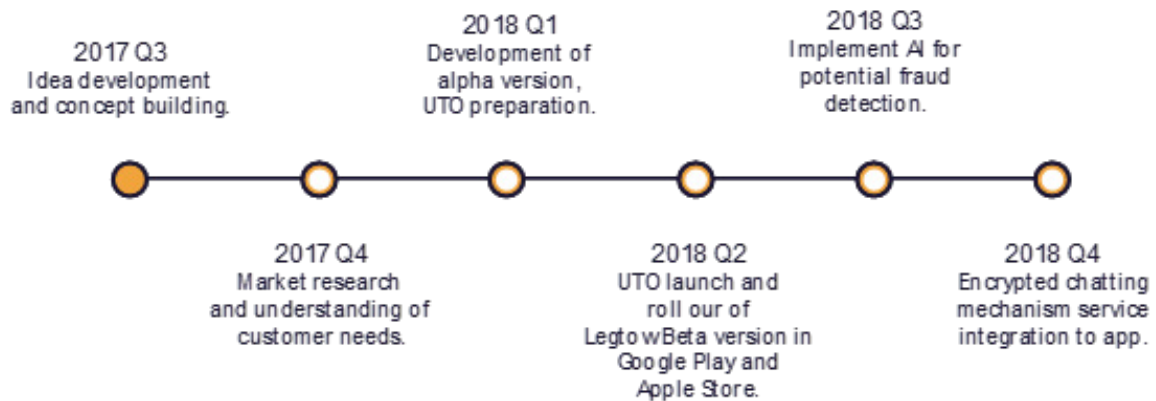 2017 Q3
Idea development
and concept building.
2017 Q4
Market research
and understanding of
customer needs.
2018 Q1
Development of
alpha version,
UTO preparation.
2018 Q2
UTO launch and
roll our of
LegtowBeta version in
Google Play and
Apple Store.
2018 Q3
Implement AI for
potential fraud
detection.
2018 Q4
Encrypted chatting
mechanism service
integration to app.